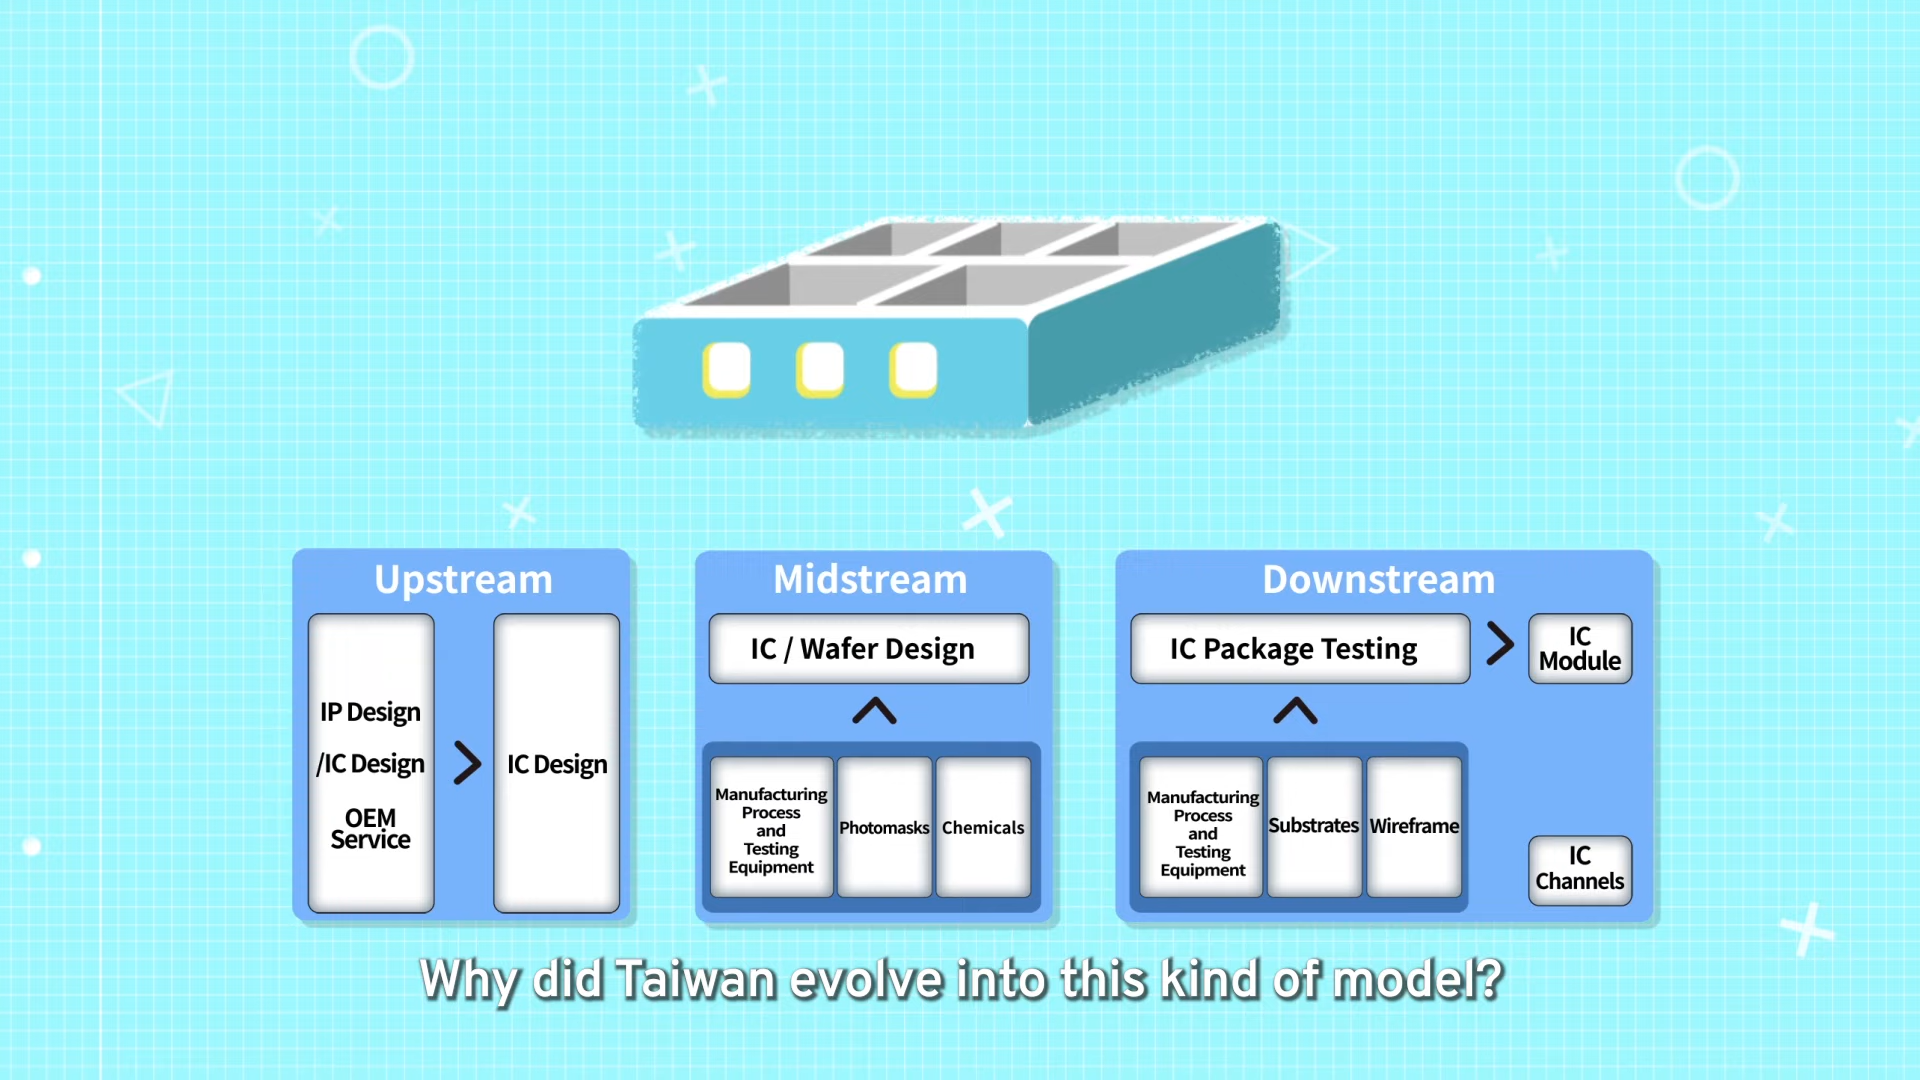 Upstream
IP Design
/IC Design
OEM
Service
IC Design
Midstream
IC / Wafer Design
Manufacturing
Process
and
Testing
Equipment
Photomasks
Chemicals
Downstream
IC Package Testing
IC
Module
Manufacturing
Process
and
Testing
Equipment
Substrates
Wireframe
IC
Channels
Why did Taiwan evolve into this kind of model?